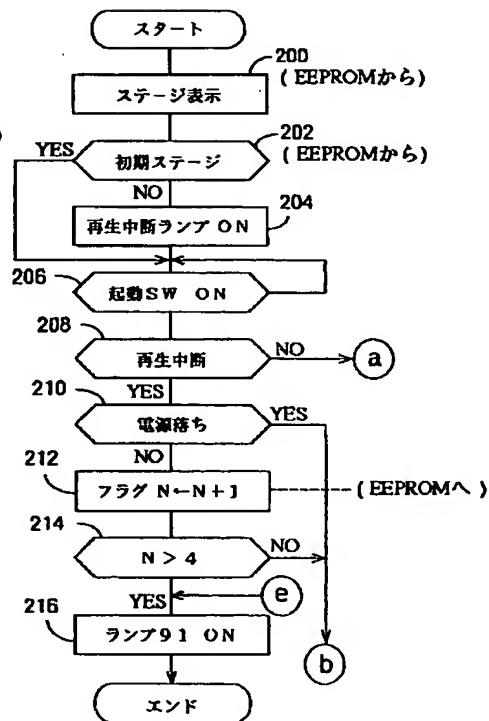 スタート
200
(EEPROMから)
ステージ表示
202
YES
初期ステージ
(EEPROMから)
NO
204
再生中断ランプ ON
206
起動SW ON
208
再生中断
NO
a
YES
210
電源落ち
YES
NO
212
フラグ N←N+1
(EEPROMへ)
214
N>4
NO
YES
e
216
ランプ91 ON
b
エンド